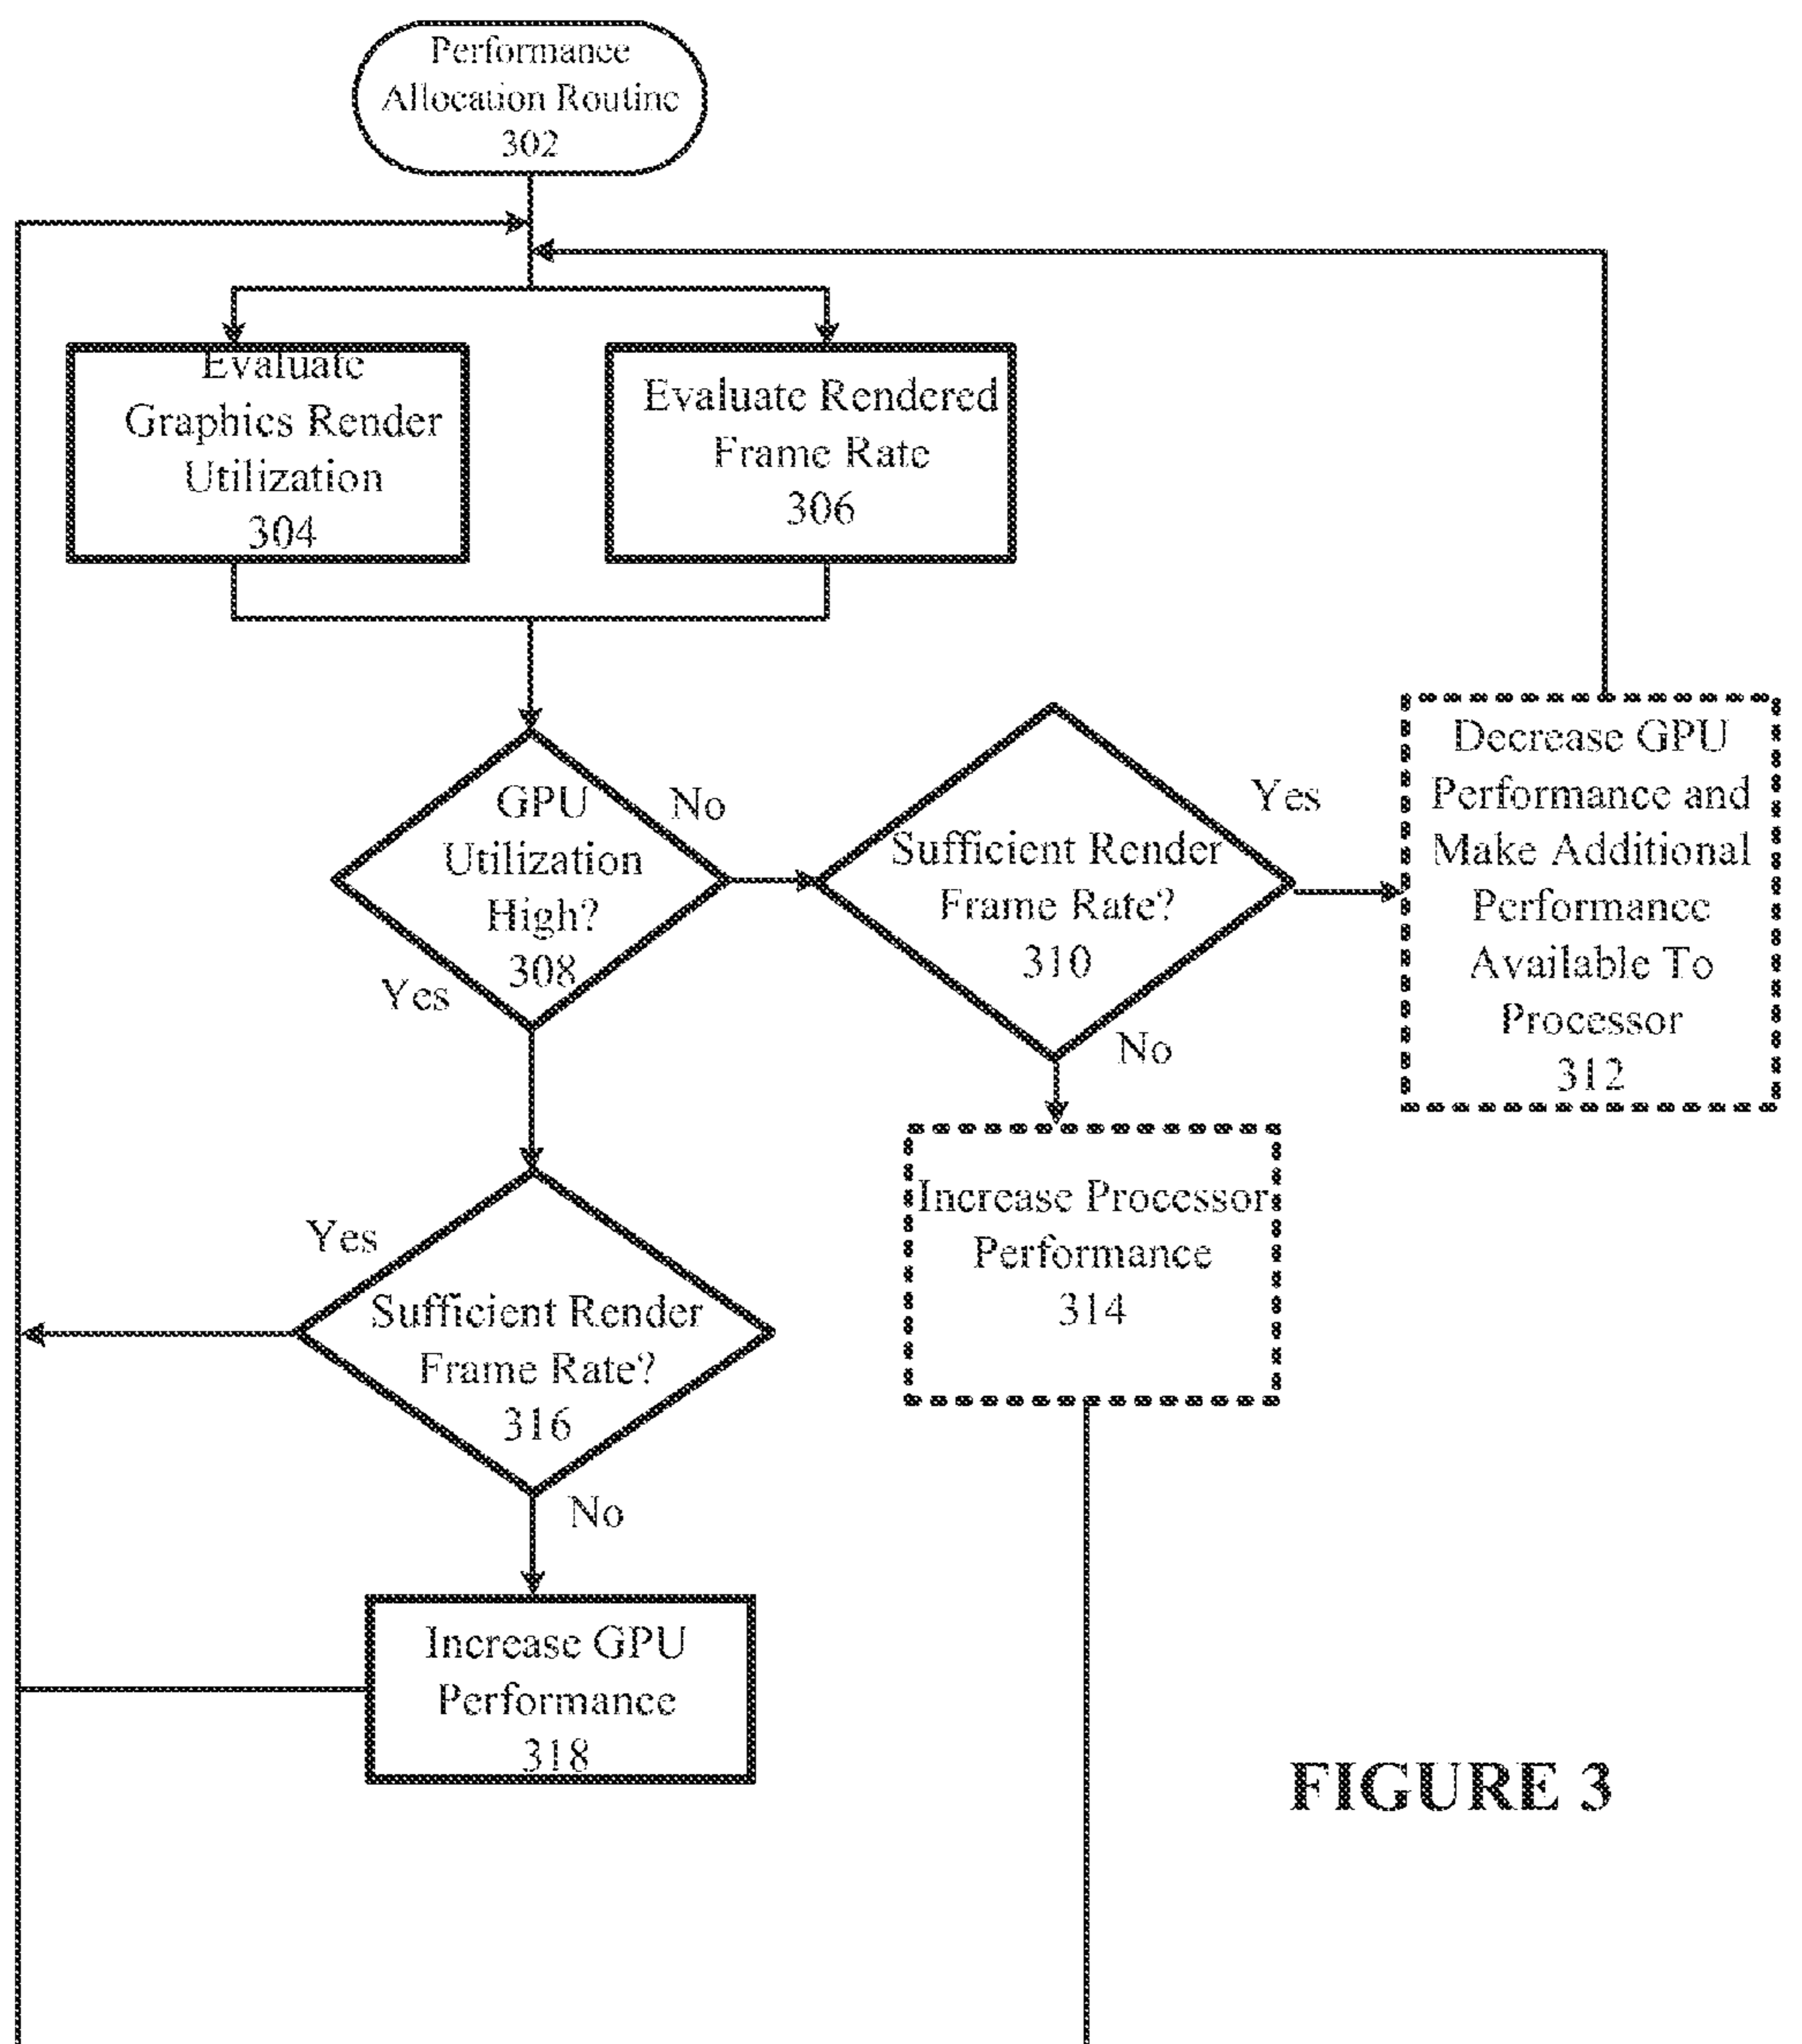 Performance
Allocation Routine
302
Evaluate
Graphics Render
Utilization
304
Evaluate Rendered
Frame Rate
306
GPU
Utilization
High?
308
No
Yes
Sufficient Render
Frame Rate?
310
Yes
No
Decrease GPU
Performance and
Make Additional
Performance
Available To
Processor
312
Increase Processor
Performance
314
Yes
Sufficient Render
Frame Rate?
316
No
Increase GPU
Performance
318
FIGURE 3